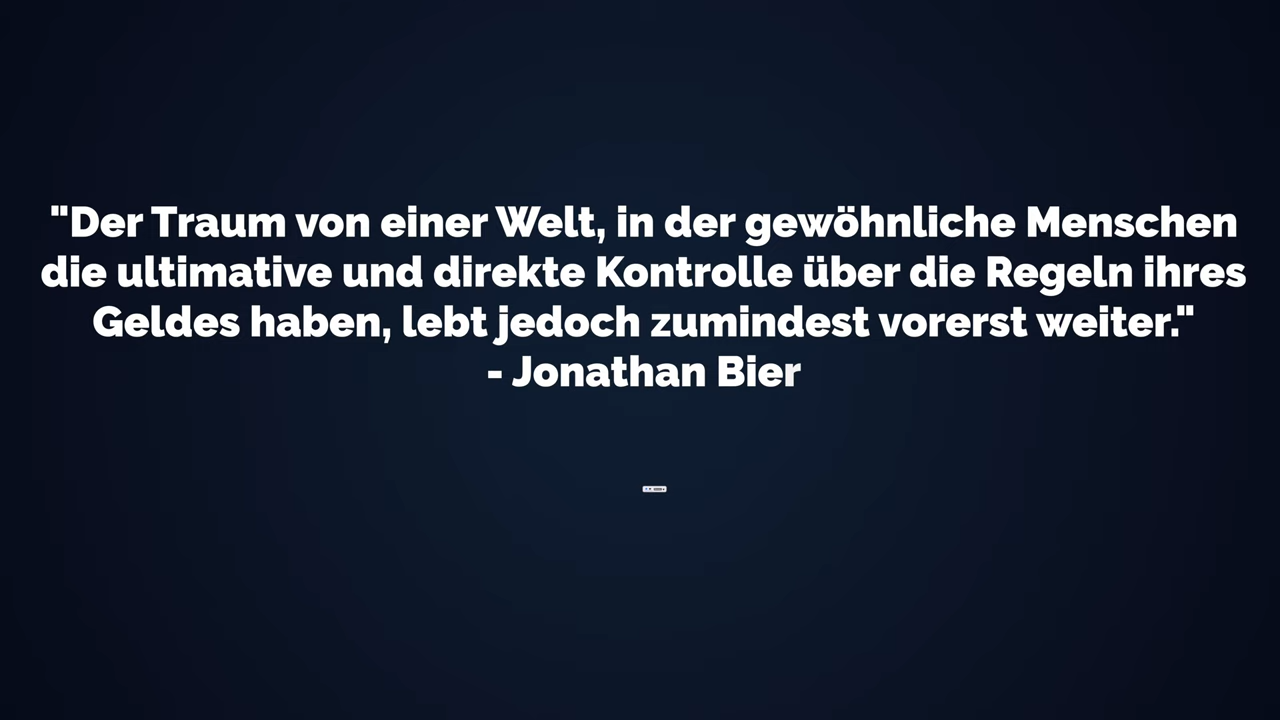 "Der Traum von einer Welt, in der gewöhnliche Menschen
die ultimative und direkte Kontrolle über die Regeln ihres
Geldes haben, lebt jedoch zumindest vorerst weiter."
- Jonathan Bier